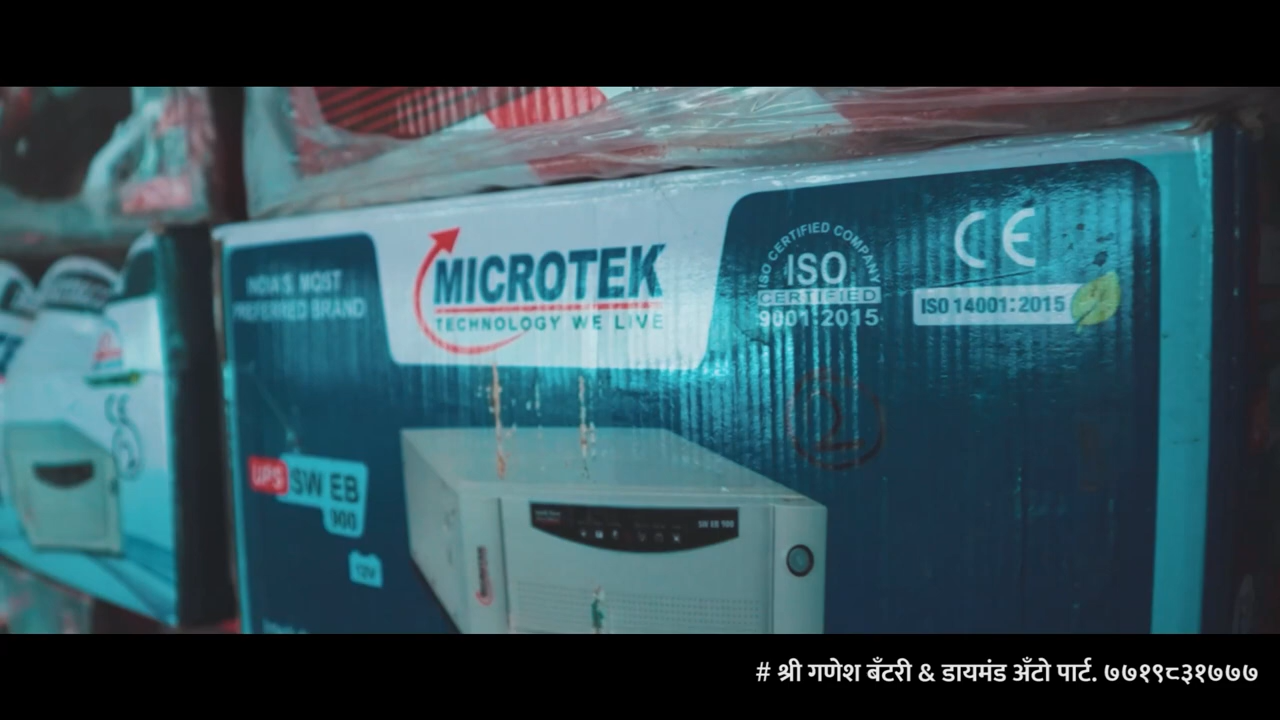 INDIA'S MOST
PREFERRED BRAND
MICROTEK
TECHNOLOGY WE LIVE
ISO CERTIFIED COMPANY
ISO
CERTIFIED
9001:2015
CE
ISO 14001:2015
UPS SW EB
900
12V
SW EB 900
CE
# श्री गणेश बँटरी & डायमंड अँटो पार्ट. ७७१९८३१७७७